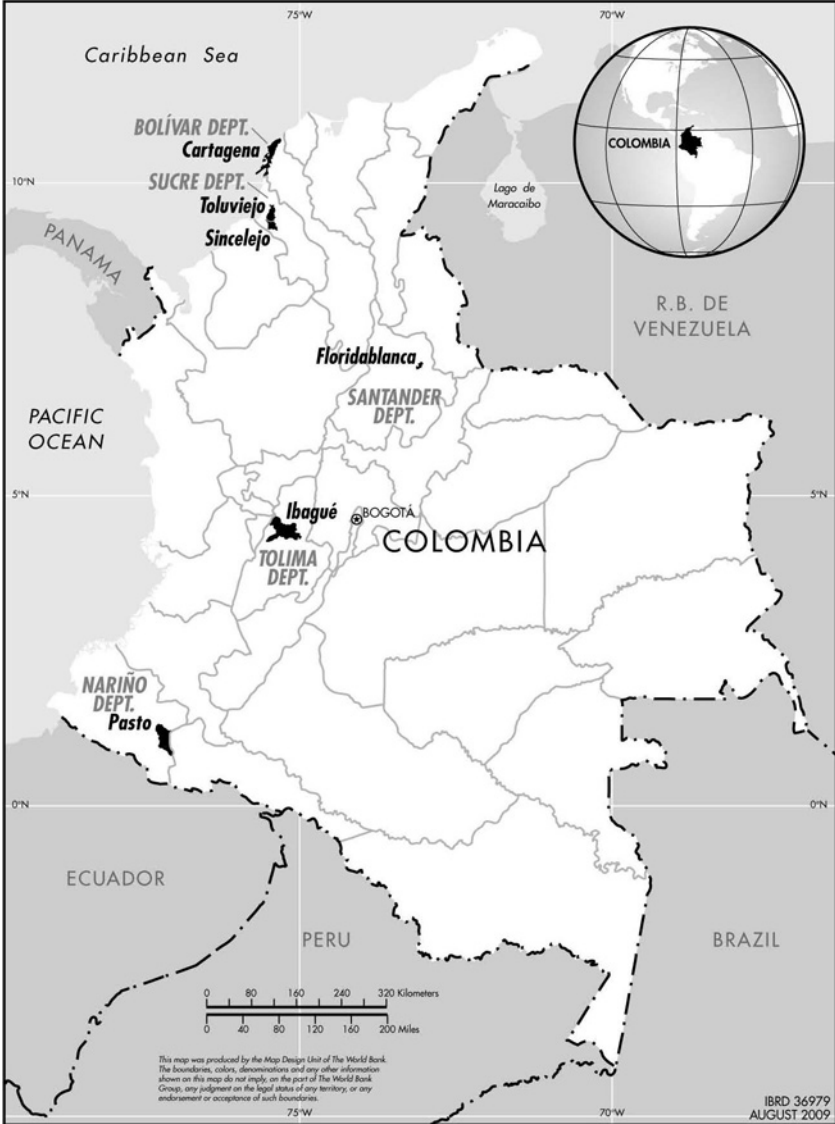 75°W
70°W
Caribbean Sea
BOLÍVAR DEPT.
Cartagena
COLOMBIA
10°N
SUCRE DEPT.
Toluviejo
Sincelejo
Lago de
Maracaibo
PANAMA
R.B. DE
VENEZUELA
Floridablanca
SANTANDER
DEPT.
PACIFIC
OCEAN
5°N
5°N
Ibagué
BOGOTÁ
COLOMBIA
TOLIMA
DEPT.
NARIÑO
DEPT.
Pasto
0°N
0°N
ECUADOR
PERU
BRAZIL
0 80 160 240 320 Kilometers
0 40 80 120 160 200 Miles
This map was produced by the Map Design Unit of The World Bank.
The boundaries, colors, denominations and any other information
shown on this map do not imply, on the part of The World Bank
Group, any judgment on the legal status of any territory, or any
endorsement or acceptance of such boundaries.
IBRD 36979
AUGUST 2009
5°N
75°W
70°W